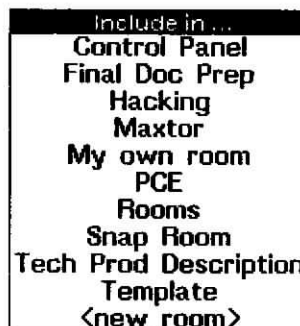 Include in ...
Control Panel
Final Doc Prep
Hacking
Maxtor
My own room
PCE
Rooms
Snap Room
Tech Prod Description
Template
<new room>